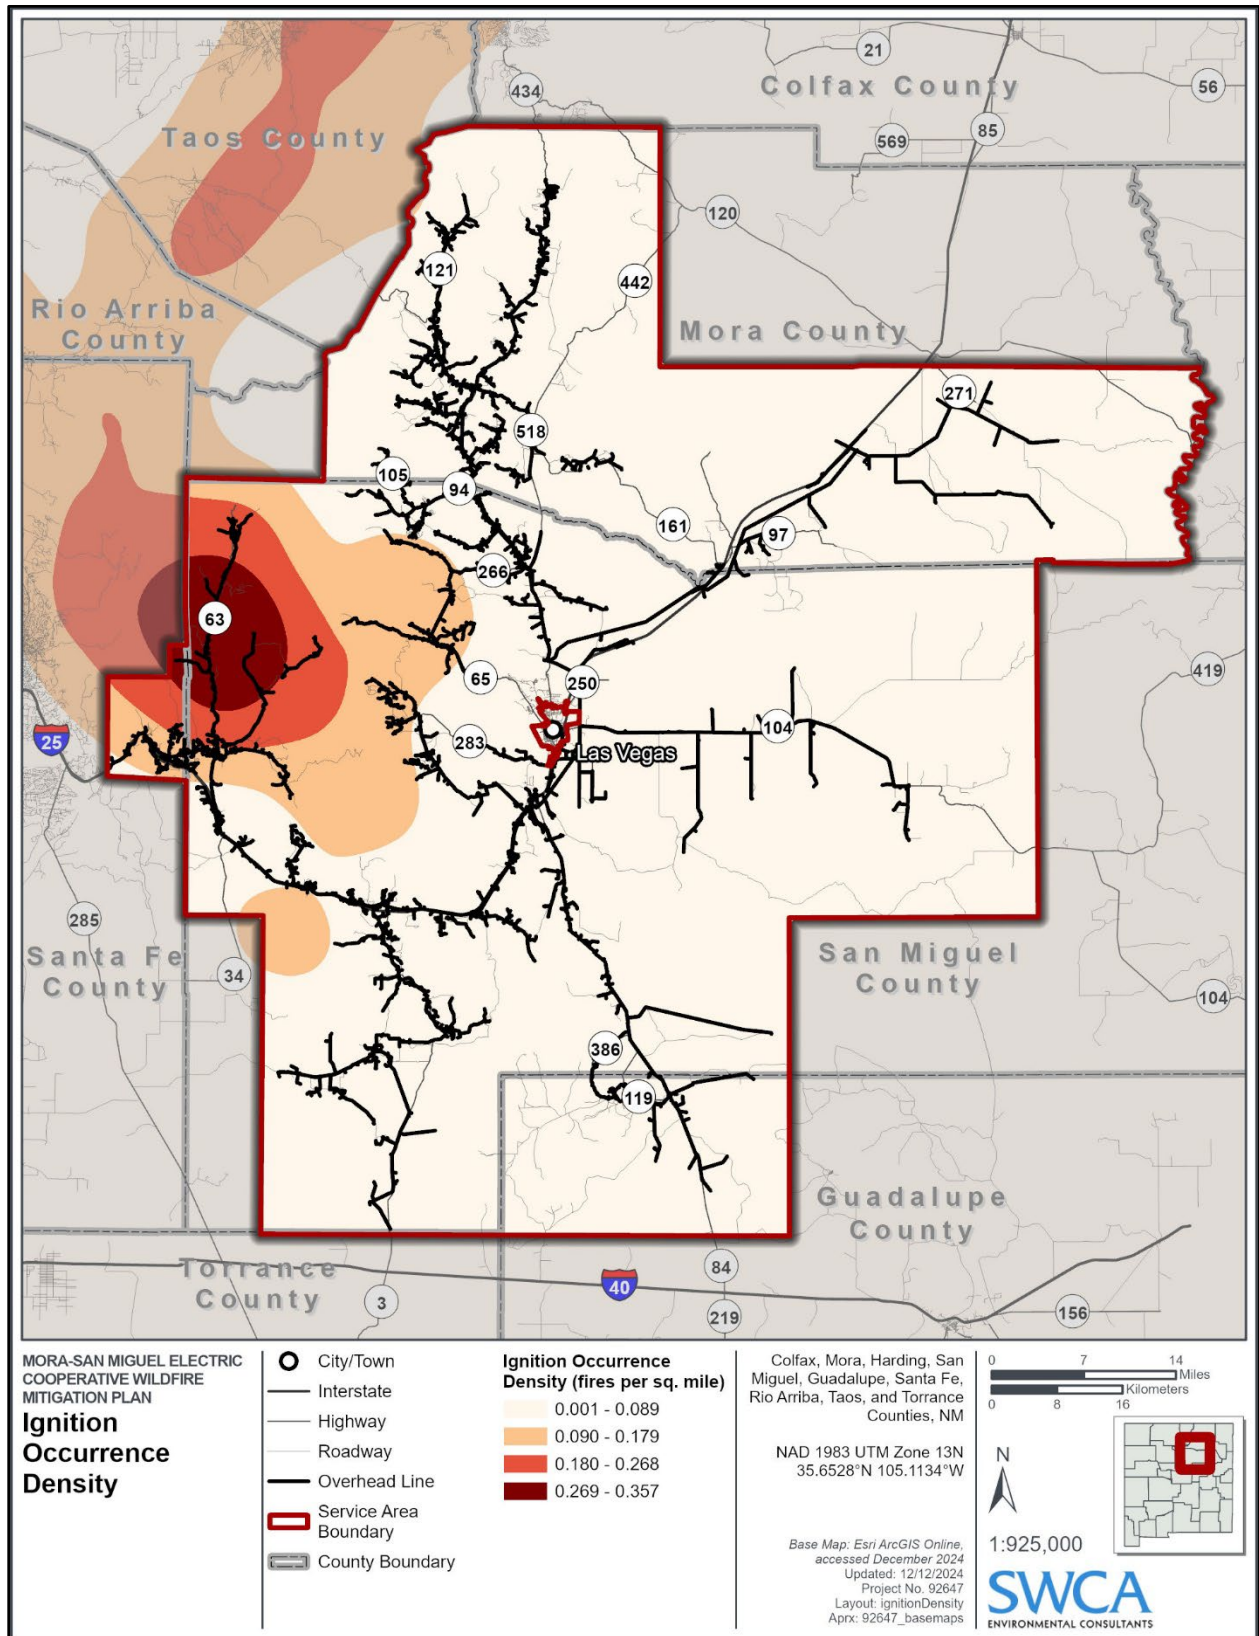 21
Colfax County
56
434
85
569
Taos County
120
121
442
Rio Arriba
County
Mora County
271
518
105
94
161
97
266
63
419
65
250
25
104
283
Las Vegas
285
Santa Fe
County
34
San Miguel
County
104
386
119
Guadalupe
County
Torrance
County
84
40
3
219
156
MORA-SAN MIGUEL ELECTRIC
COOPERATIVE WILDFIRE
MITIGATION PLAN
Ignition
Occurrence
Density
City/Town
Interstate
Highway
Roadway
Overhead Line
Service Area
Boundary
County Boundary
Ignition Occurrence
Density (fires per sq. mile)
0.001 - 0.089
0.090 - 0.179
0.180 - 0.268
0.269 - 0.357
Colfax, Mora, Harding, San
Miguel, Guadalupe, Santa Fe,
Rio Arriba, Taos, and Torrance
Counties, NM
NAD 1983 UTM Zone 13N
35.6528°N 105.1134°W
Base Map: Esri ArcGIS Online,
accessed December 2024
Updated: 12/12/2024
Project No. 92647
Layout: ignitionDensity
Aprx: 92647_basemaps
0 7 14
Miles
Kilometers
0 8 16
N
1:925,000
SWCA
ENVIRONMENTAL CONSULTANTS